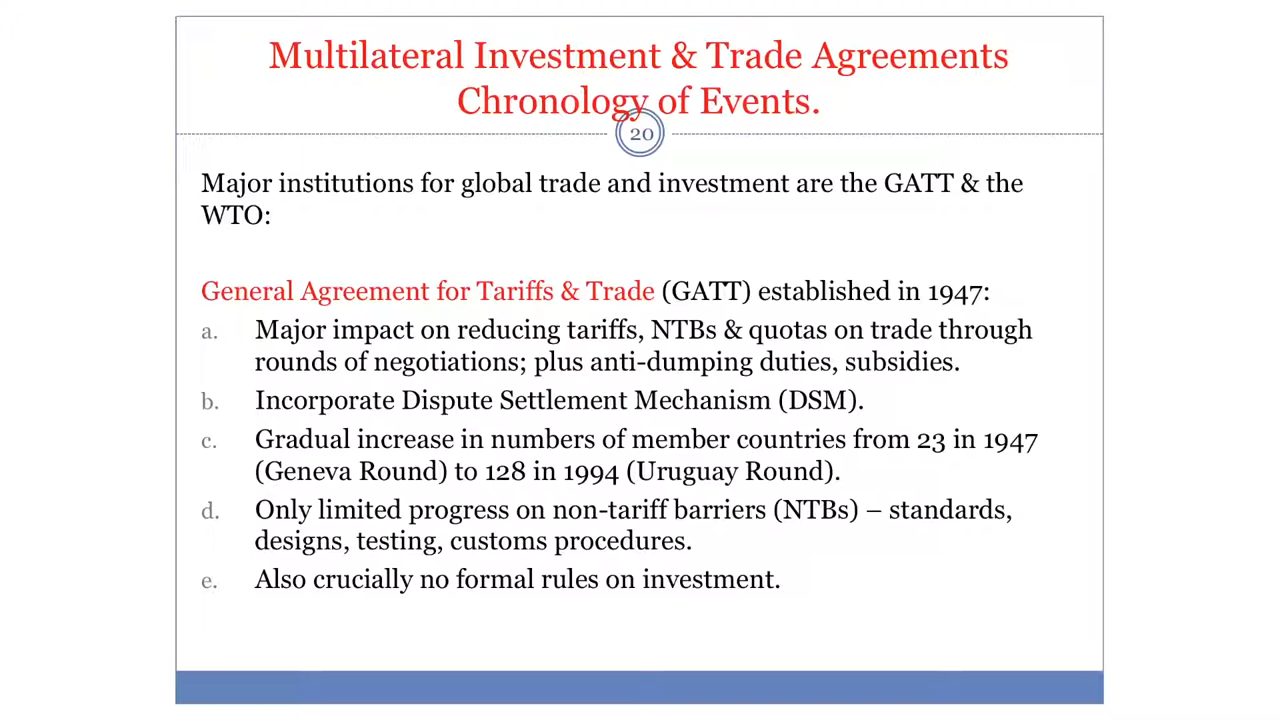 Multilateral Investment & Trade Agreements
Chronology of Events.
20
Major institutions for global trade and investment are the GATT & the
WTO:
General Agreement for Tariffs & Trade (GATT) established in 1947:
a. Major impact on reducing tariffs, NTBs & quotas on trade through
rounds of negotiations; plus anti-dumping duties, subsidies.
b. Incorporate Dispute Settlement Mechanism (DSM).
c. Gradual increase in numbers of member countries from 23 in 1947
(Geneva Round) to 128 in 1994 (Uruguay Round).
d. Only limited progress on non-tariff barriers (NTBs) – standards,
designs, testing, customs procedures.
e. Also crucially no formal rules on investment.